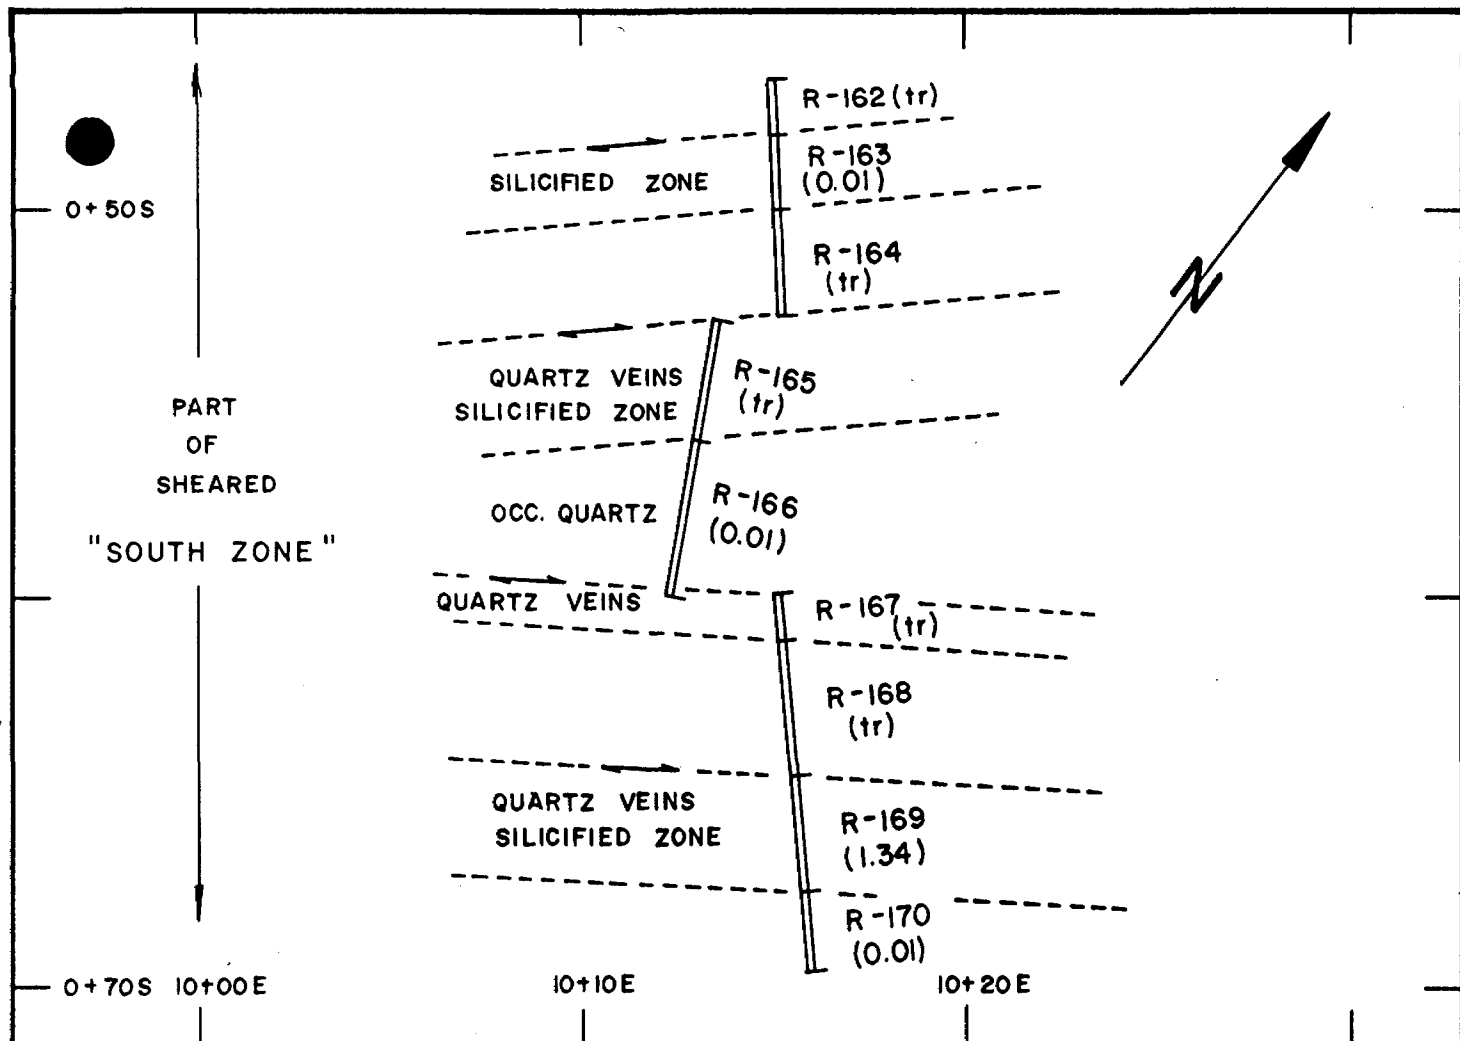 R-162 (tr)
R-163
(0.01)
SILICIFIED ZONE
0+50S
R-164
(tr)
N
QUARTZ VEINS
SILICIFIED ZONE
R-165
(tr)
PART
OF
SHEARED
"SOUTH ZONE"
OCC. QUARTZ
R-166
(0.01)
QUARTZ VEINS
R-167
(tr)
R-168
(tr)
QUARTZ VEINS
SILICIFIED ZONE
R-169
(1.34)
R-170
(0.01)
0+70S 10+00E 10+10E 10+20E